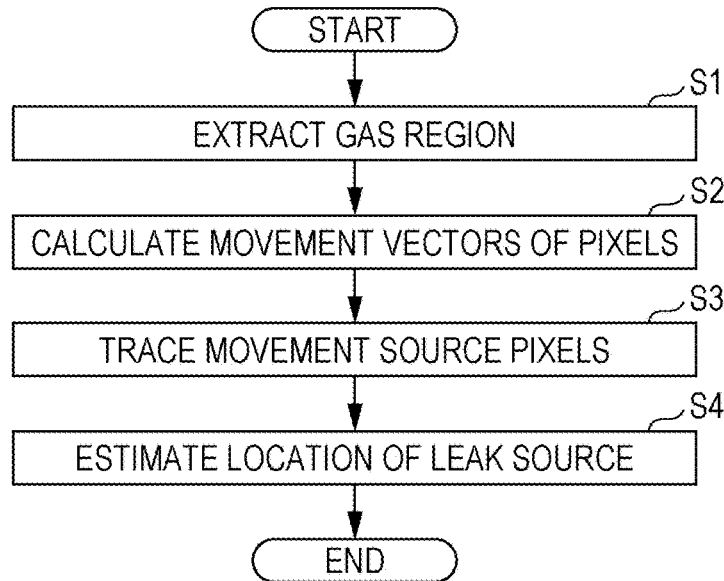 START
S1
EXTRACT GAS REGION
S2
CALCULATE MOVEMENT VECTORS OF PIXELS
S3
TRACE MOVEMENT SOURCE PIXELS
S4
ESTIMATE LOCATION OF LEAK SOURCE
END